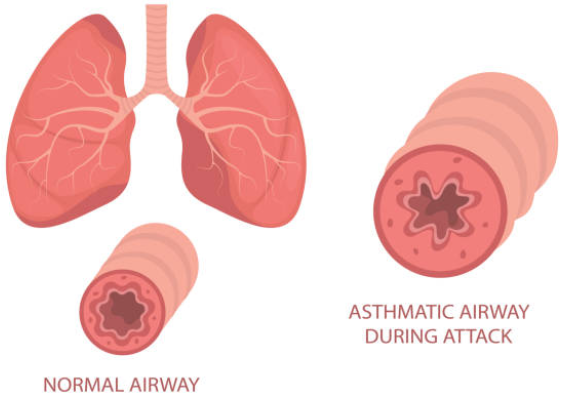 ASTHMATIC AIRWAY
DURING ATTACK
NORMAL AIRWAY